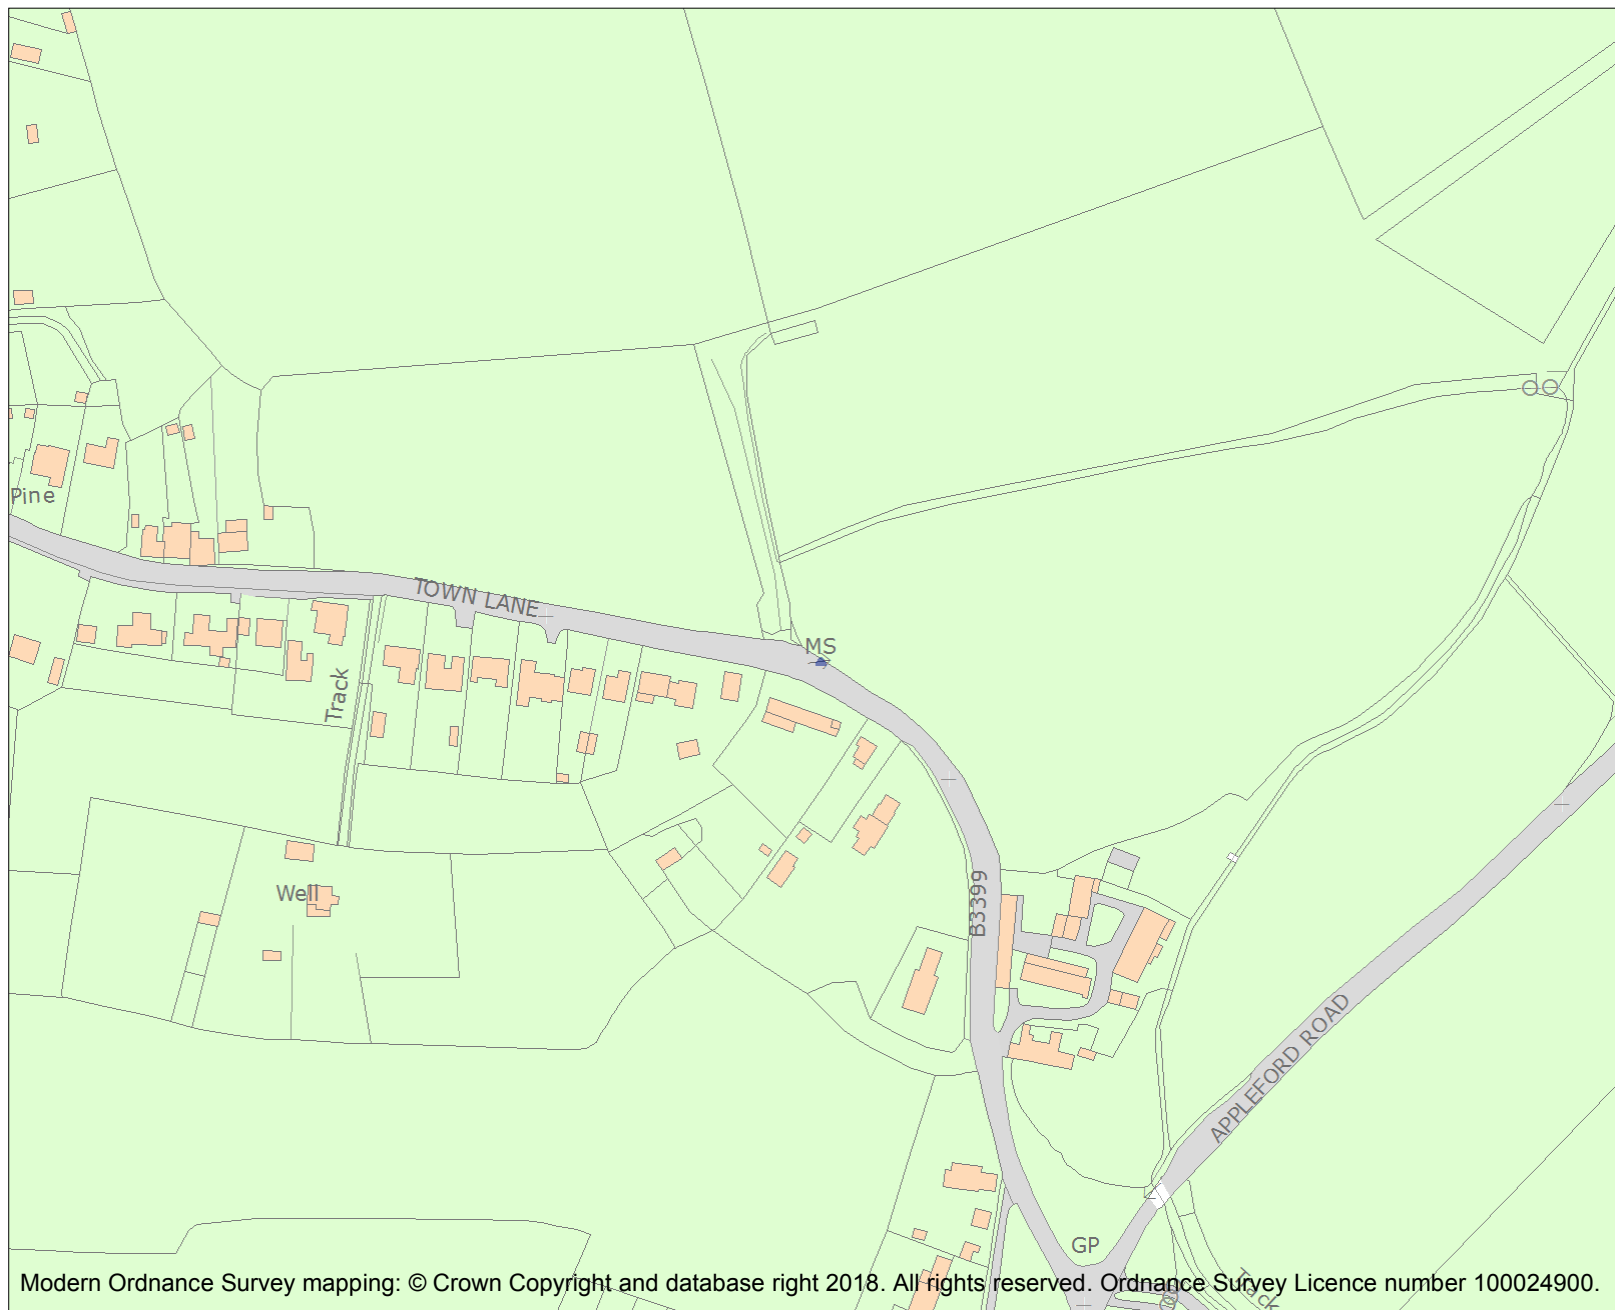 Pine
TOWN LANE
MS
Track
Well
B3399
APPLEFORD ROAD
GP
Track
Modern Ordnance Survey mapping: © Crown Copyright and database right 2018. All rights reserved. Ordnance Survey Licence number 100024900.